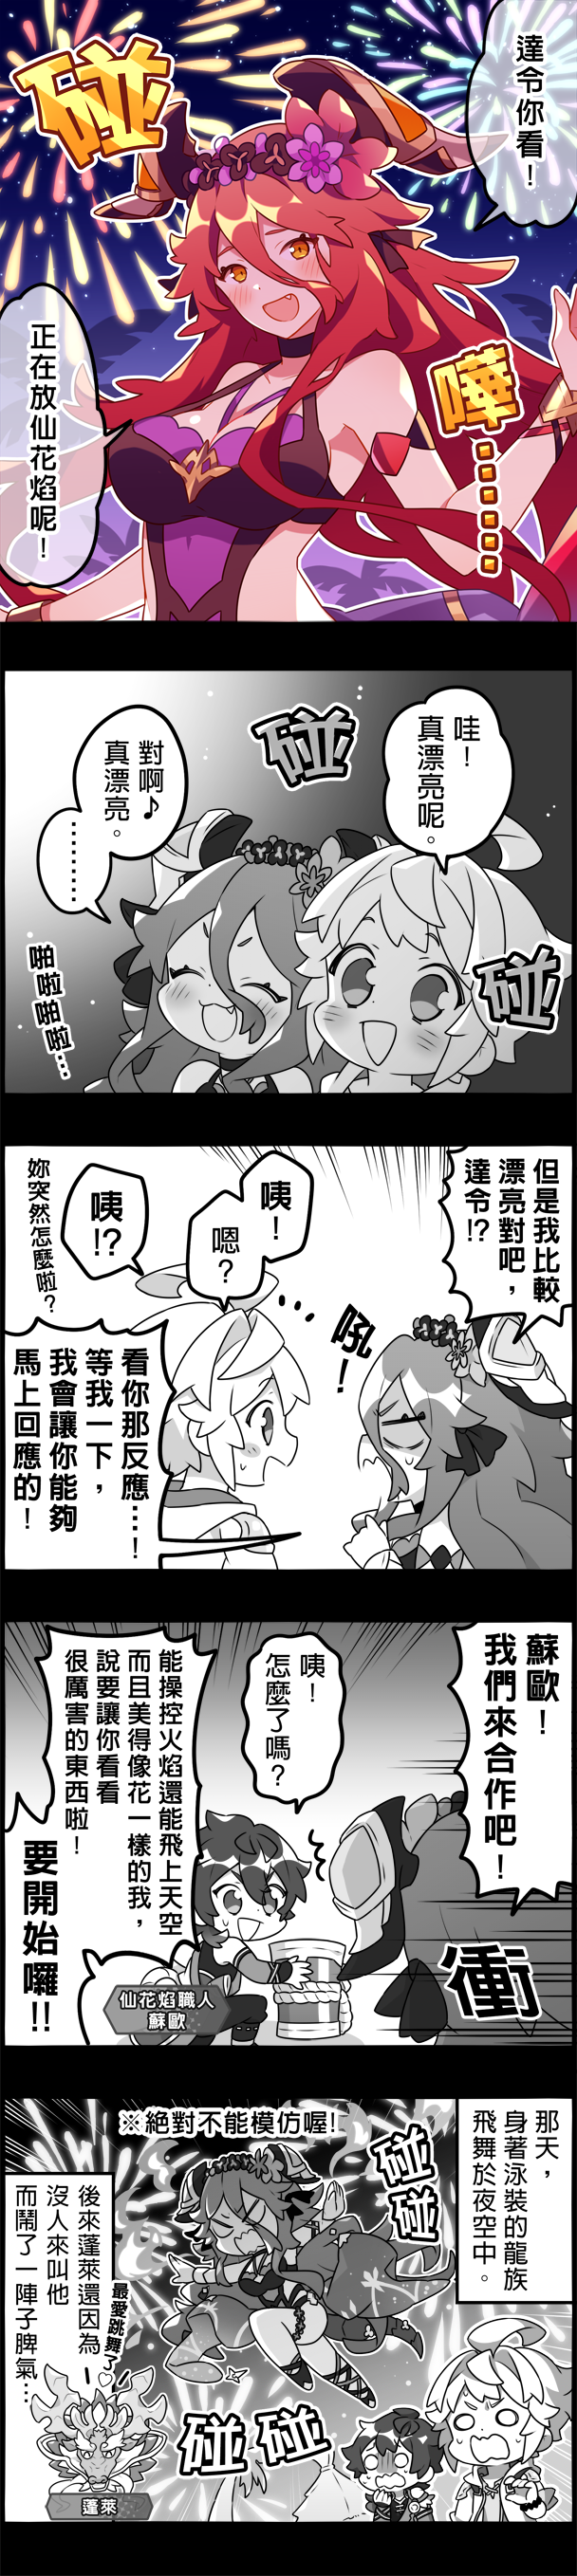 達令你看！
碰
正在放仙花焰呢！
嘩……
哇！
真漂亮呢。
碰
對啊♪
真漂亮。
………
碰
啪啦啪啦…
但是我比較
漂亮對吧，
達令!?
吼！
…
咦！
嗯？
咦!?
妳突然怎麼啦？
看你那反應…！
等我一下，
我會讓你能夠
馬上回應的！
蘇歐！
我們來合作吧！
衝
咦！
怎麼了嗎？
能操控火焰還能飛上天空
而且美得像花一樣的我，
說要讓你看看
很厲害的東西啦！
要開始囉!!
仙花焰職人
蘇歐
那天，
身著泳裝的龍族
飛舞於夜空中。
※絕對不能模仿喔!
碰碰
碰碰
後來蓬萊還因為
沒人來叫他
而鬧了一陣子脾氣…
最愛跳舞了♡
蓬萊